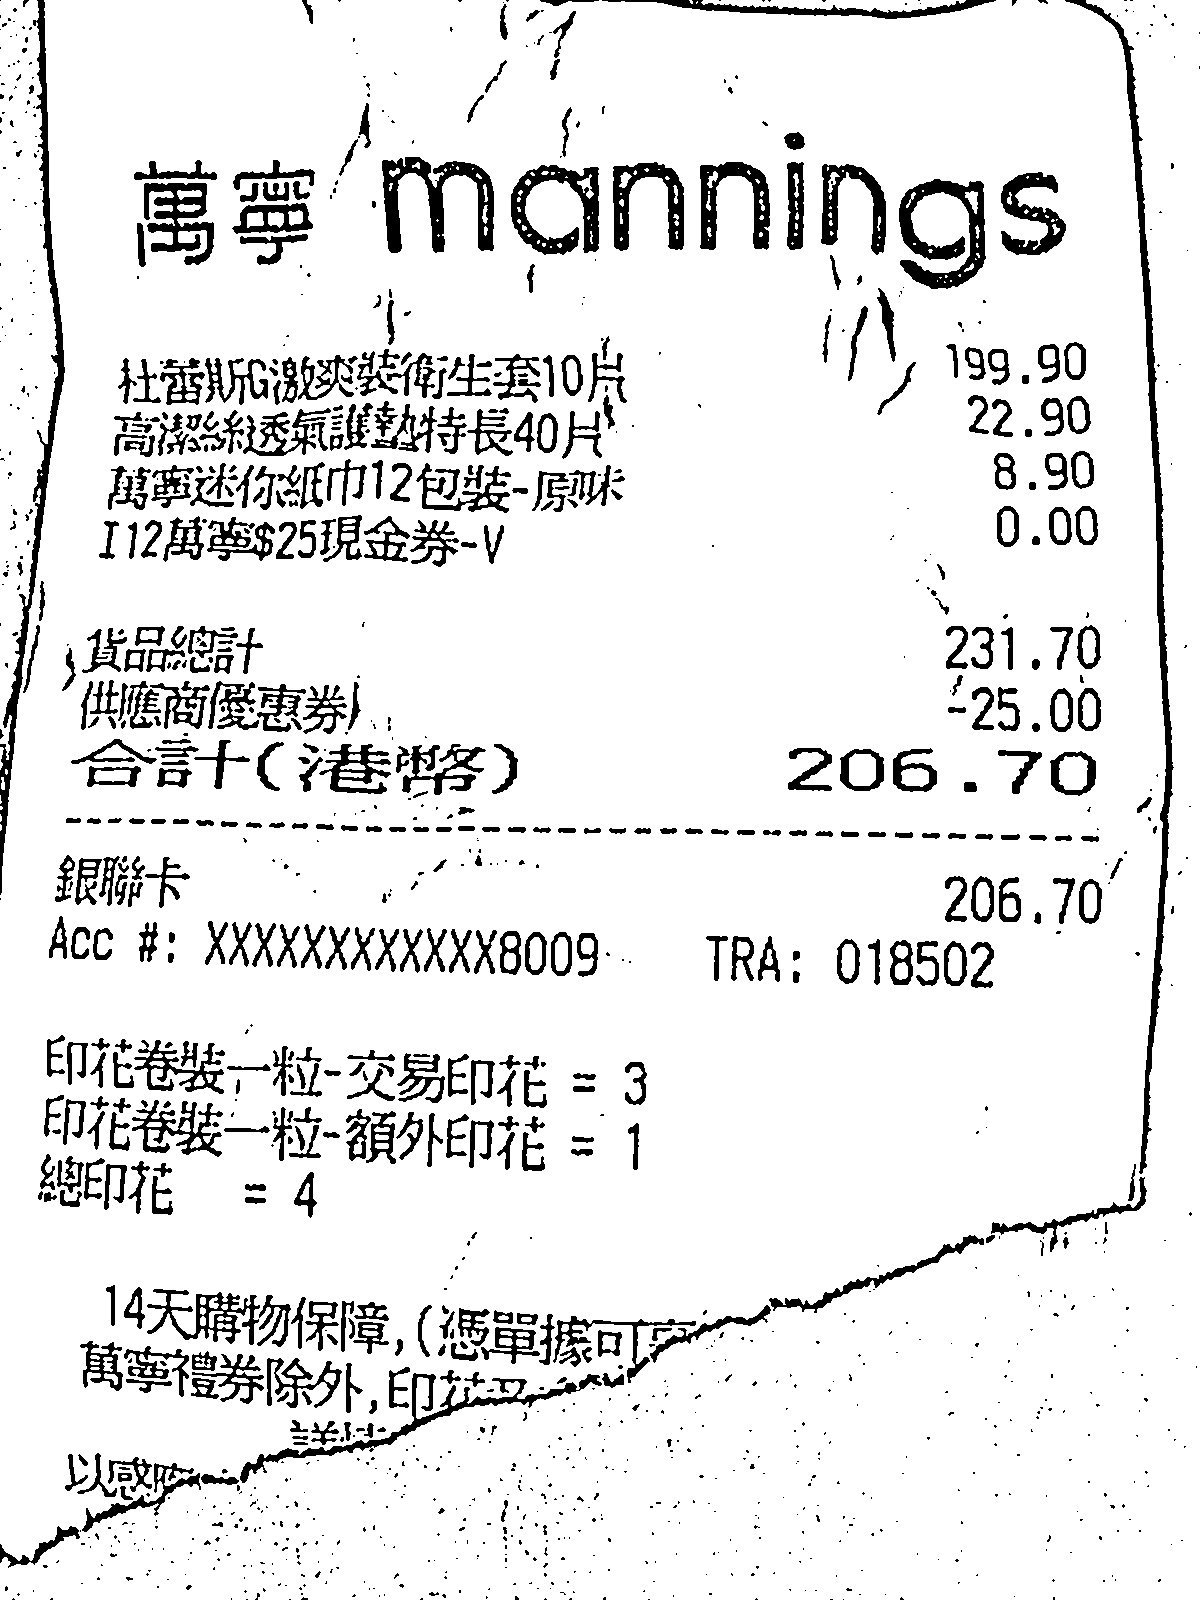 萬寧 mannings
杜蕾斯G激爽裝衛生套10片 199.90
高潔絲透氣護墊特長40片 22.90
萬寧迷你紙巾12包裝-原味 8.90
I12萬寧$25現金券-V 0.00
貨品總計 231.70
供應商優惠券) -25.00
合計(港幣) 206.70
銀聯卡 206.70
Acc #: XXXXXXXXXXXX8009 TRA: 018502
印花卷裝一粒-交易印花 = 3
印花卷裝一粒-額外印花 = 1
總印花 = 4
14天購物保障,(憑單據可
萬寧禮券除外,印花
詳情
以感